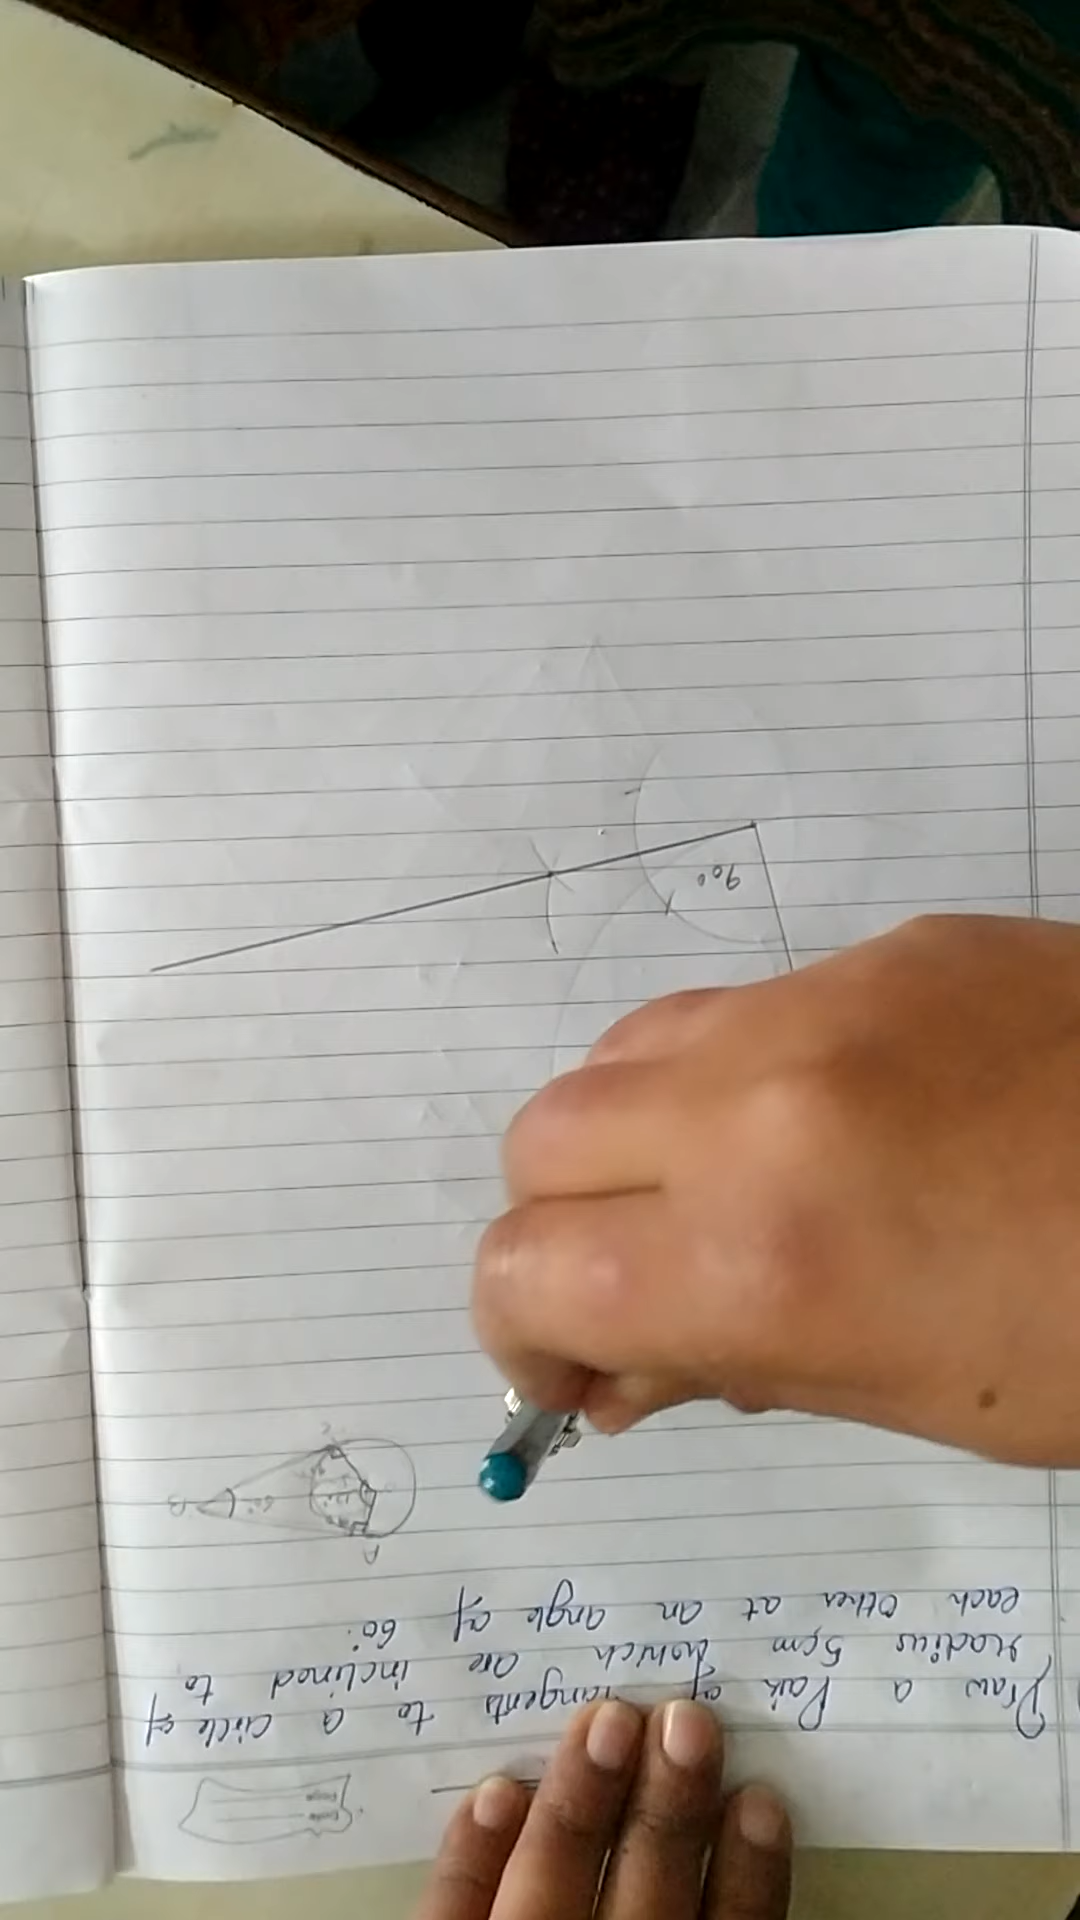 Draw a Pair of tangents to a circle of
radius 5cm which are inclined to
each other at an angle of 60°.
A
B
60°
90°